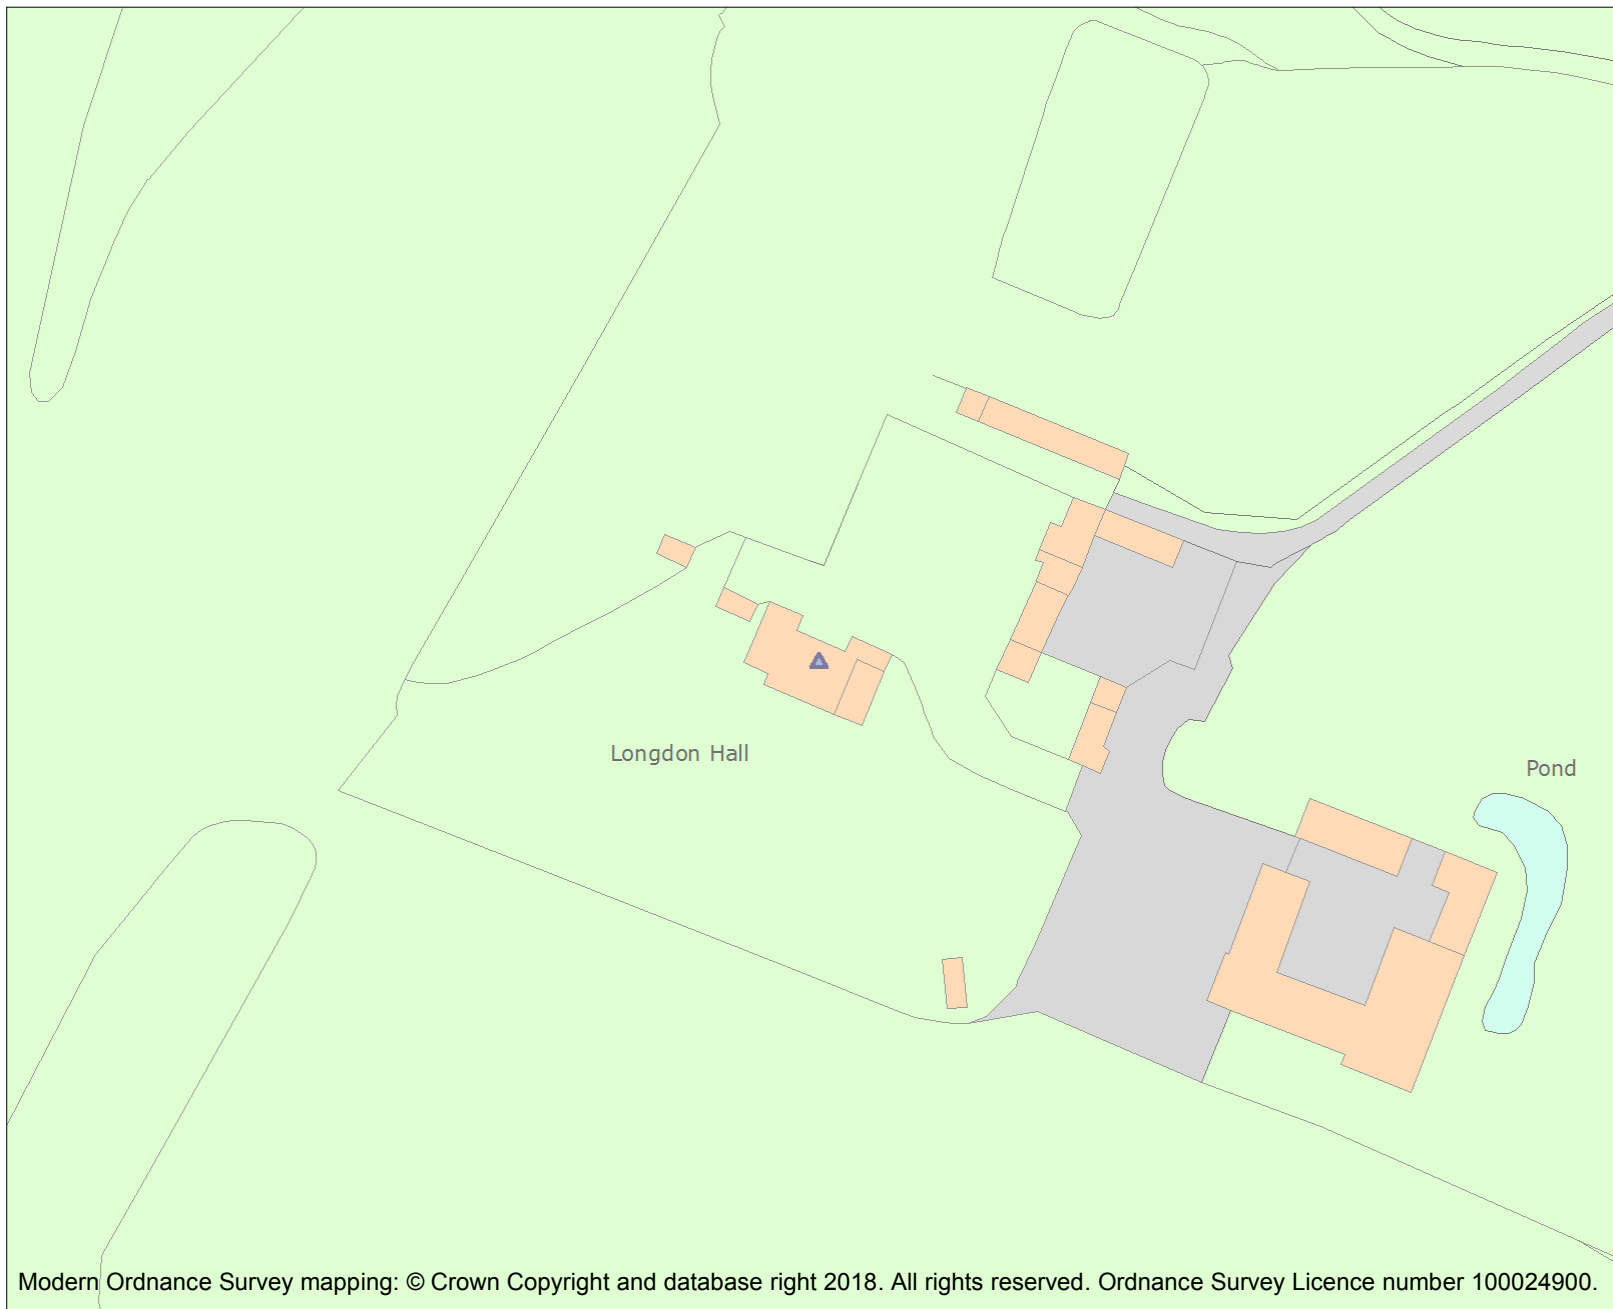 Longdon Hall
Pond
Modern Ordnance Survey mapping: © Crown Copyright and database right 2018. All rights reserved. Ordnance Survey Licence number 100024900.